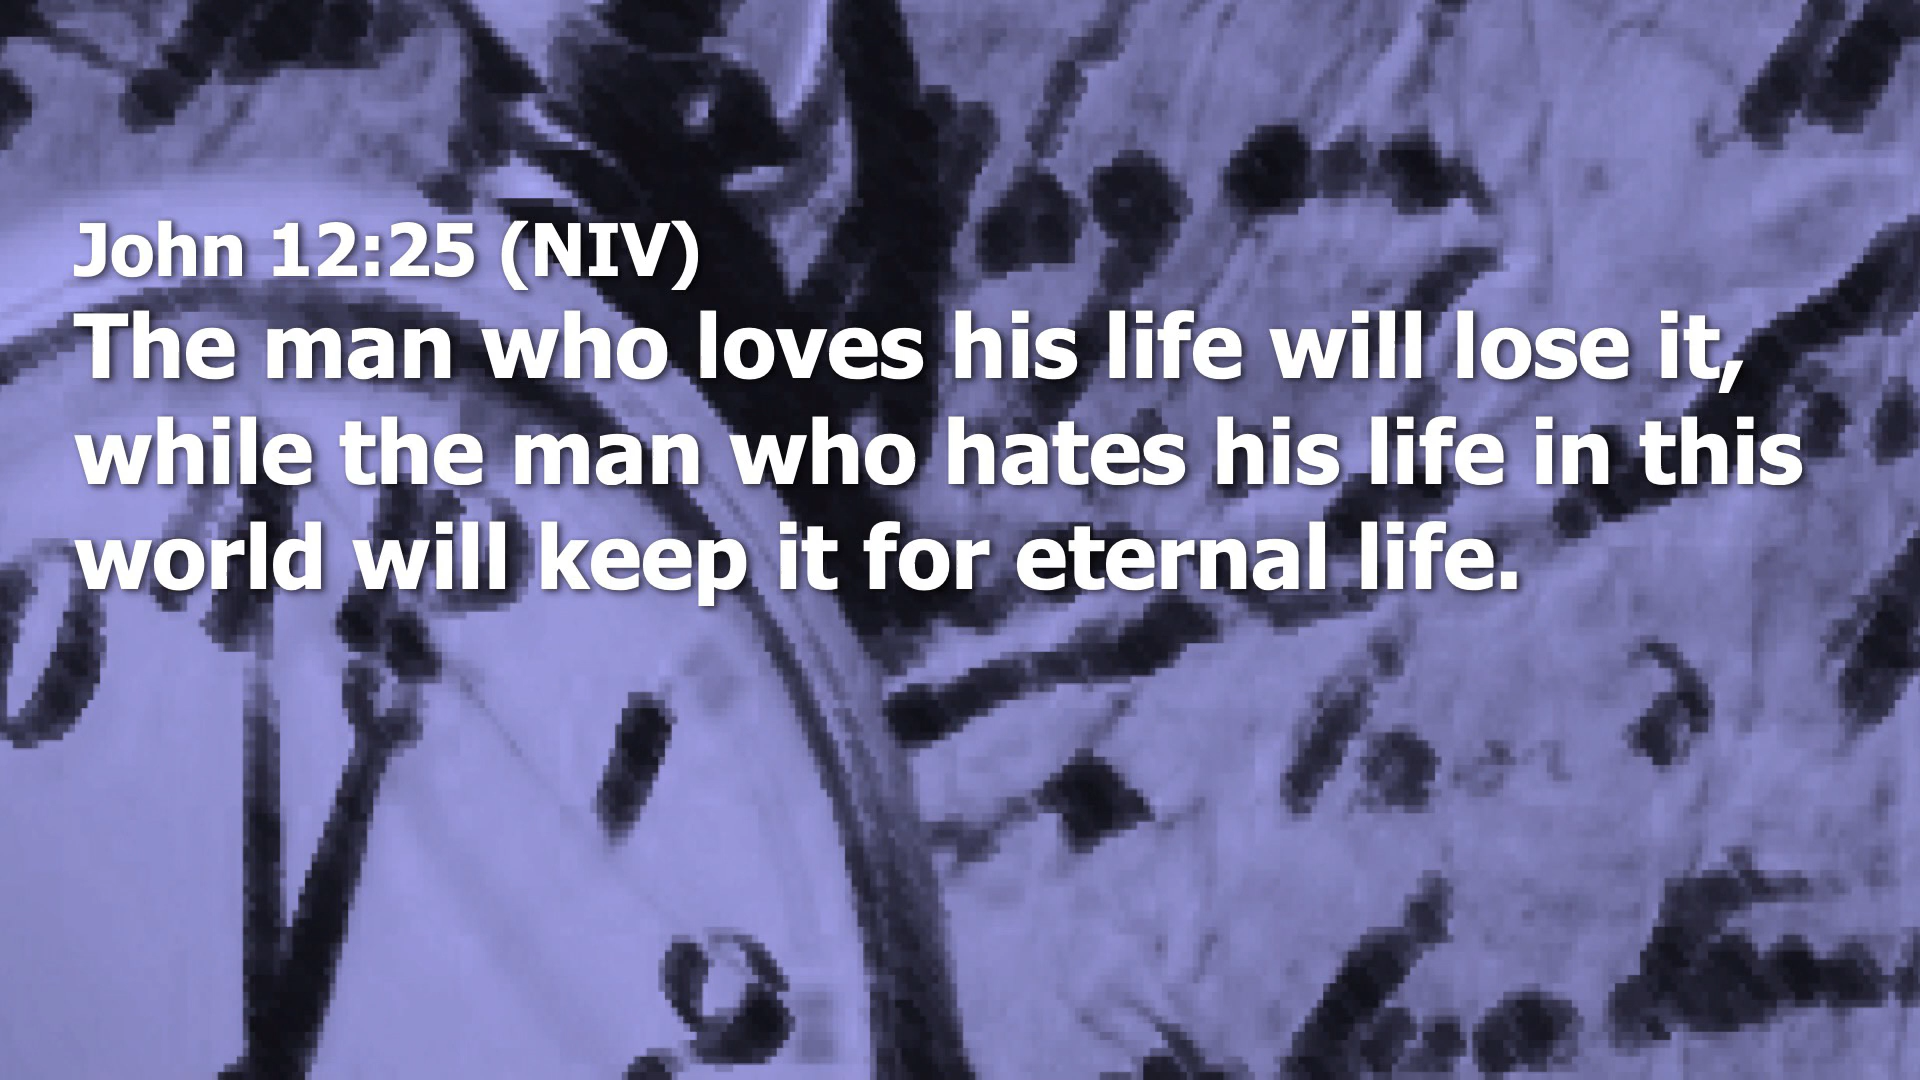 John 12:25 (NIV)
The man who loves his life will lose it,
while the man who hates his life in this
world will keep it for eternal life.